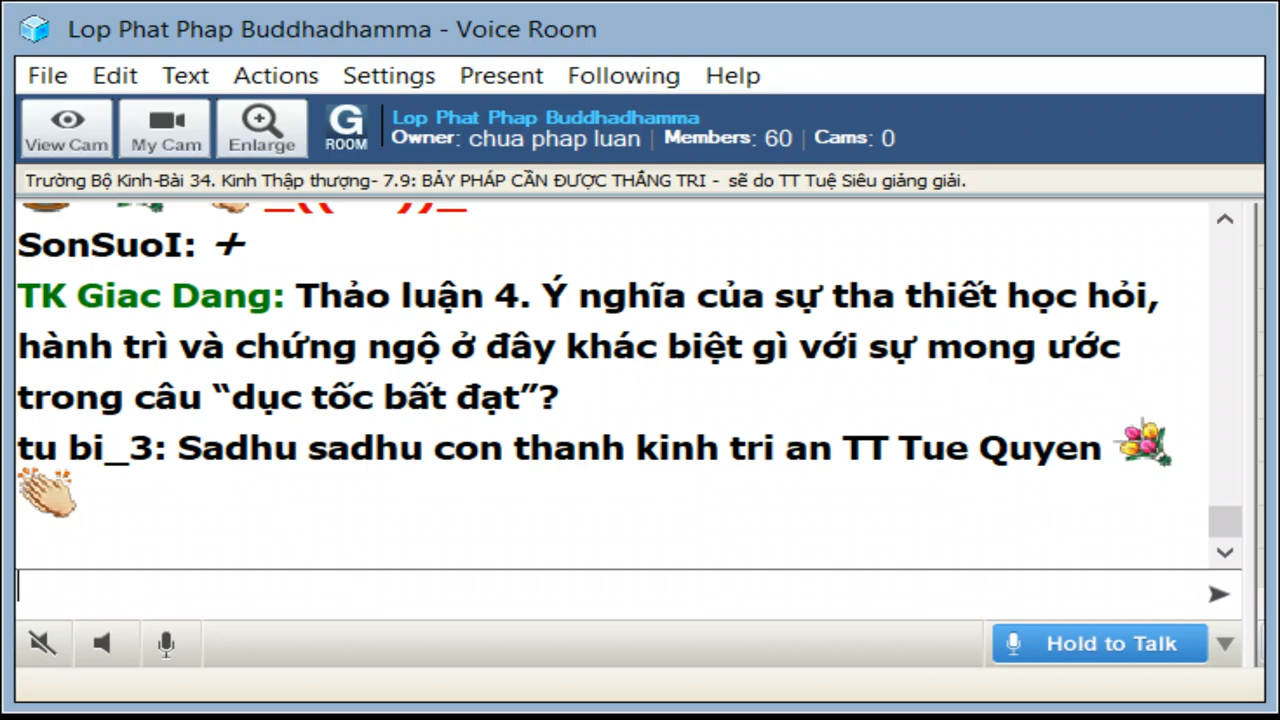 Lop Phat Phap Buddhadhamma - Voice Room
File Edit Text Actions Settings Present Following Help
View Cam My Cam Enlarge G ROOM
Lop Phat Phap Buddhadhamma
Owner: chua phap luan | Members: 60 | Cams: 0
Trường Bộ Kinh-Bài 34. Kinh Thập thượng- 7.9: BẢY PHÁP CẦN ĐƯỢC THẮNG TRI - sẽ do TT Tuệ Siêu giảng giải.
SonSuoI: +
TK Giac Dang: Thảo luận 4. Ý nghĩa của sự tha thiết học hỏi,
hành trì và chứng ngộ ở đây khác biệt gì với sự mong ước
trong câu “dục tốc bất đạt”?
tu bi_3: Sadhu sadhu con thanh kinh tri an TT Tue Quyen
Hold to Talk